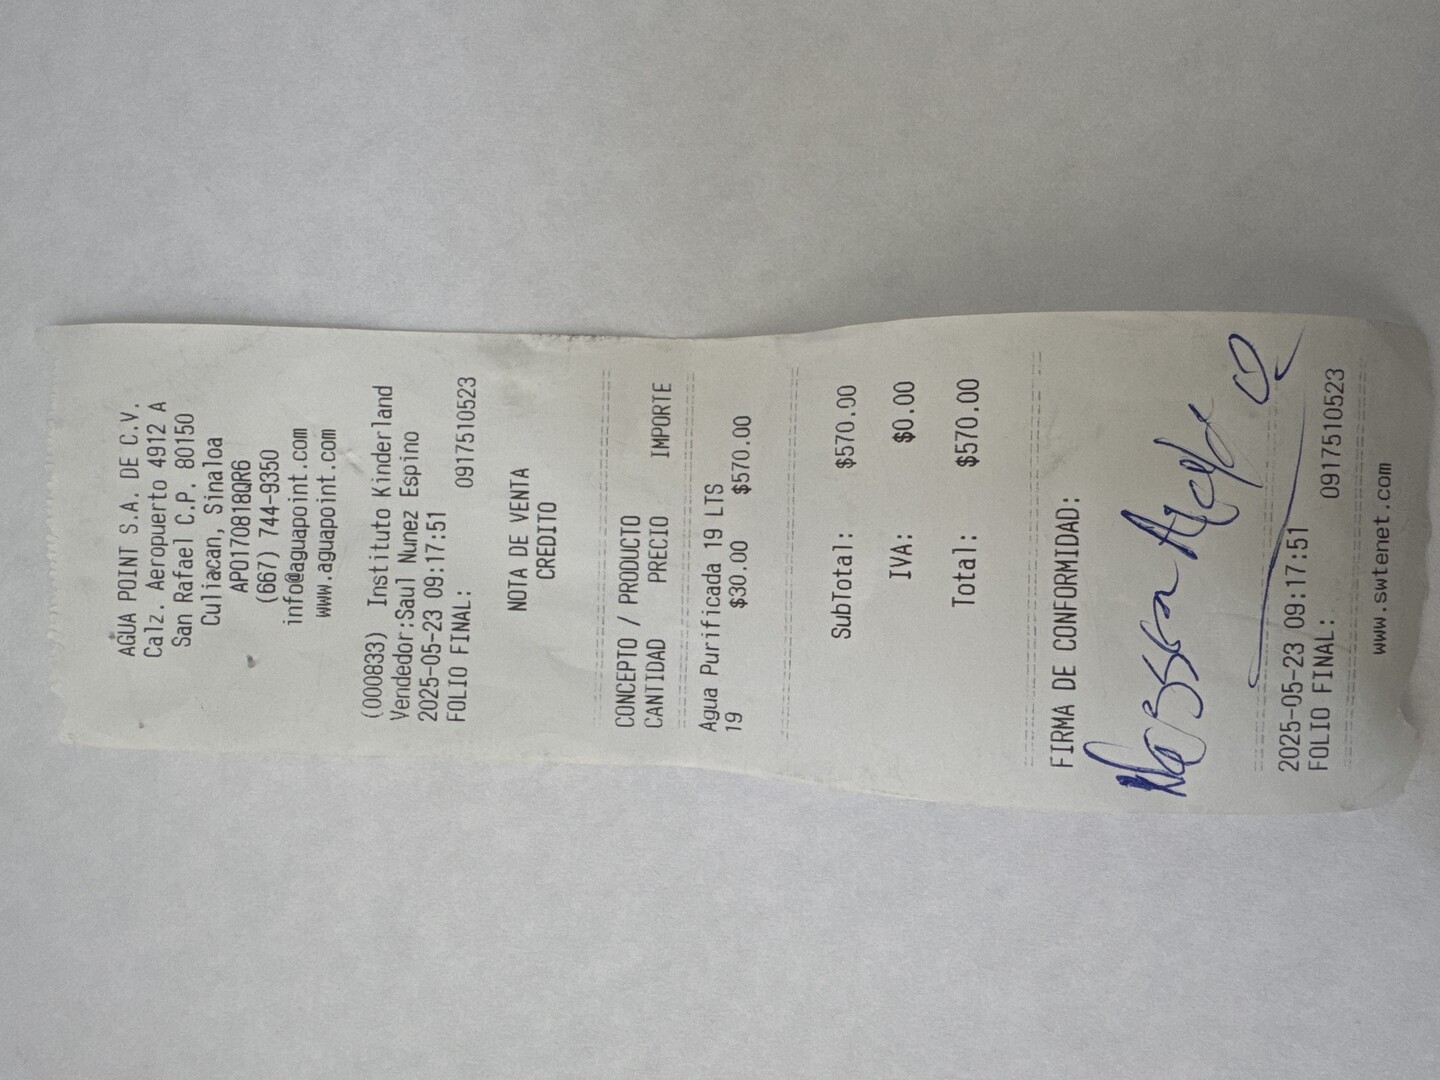 AGUA POINT S.A. DE C.V.
Calz. Aeropuerto 4912 A
San Rafael C.P. 80150
Culiacan, Sinaloa
APO170818QR6
(667) 744-9350
info@aguapoint.com
www.aguapoint.com
(000833) Instituto Kinderland
Vendedor:Saul Nunez Espino
2025-05-23 09:17:51
FOLIO FINAL: 0917510523
NOTA DE VENTA
CREDITO
CONCEPTO / PRODUCTO
CANTIDAD PRECIO IMPORTE
Agua Purificada 19 LTS
19 $30.00 $570.00
SubTotal: $570.00
IVA: $0.00
Total: $570.00
FIRMA DE CONFORMIDAD:
2025-05-23 09:17:51
FOLIO FINAL: 0917510523
www.swtenet.com